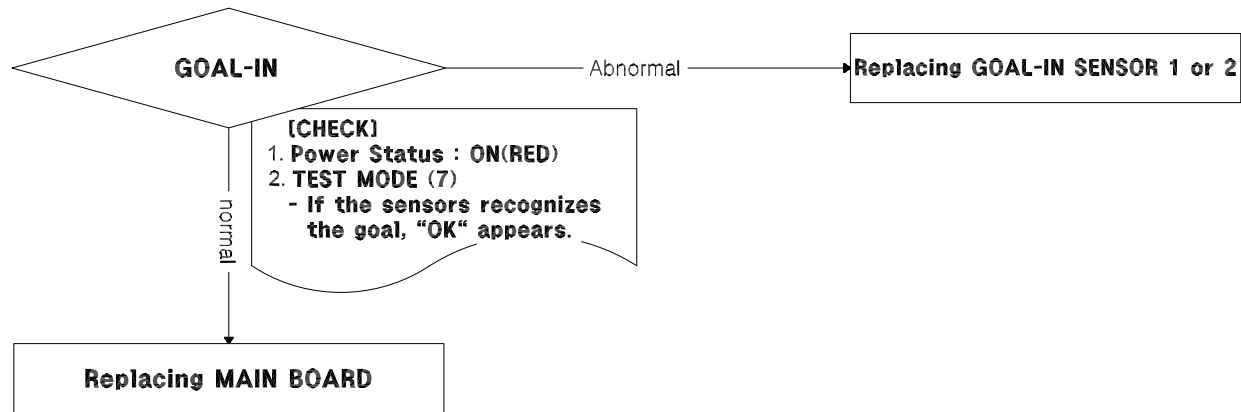 GOAL-IN
Abnormal
Replacing GOAL-IN SENSOR 1 or 2
[CHECK]
1. Power Status : ON(RED)
2. TEST MODE (7)
- If the sensors recognizes
the goal, “OK“ appears.
normal
Replacing MAIN BOARD